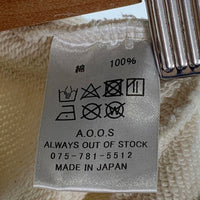 綿 100%
A.O.O.S
ALWAYS OUT OF STOCK
075-781-5512
MADE IN JAPAN